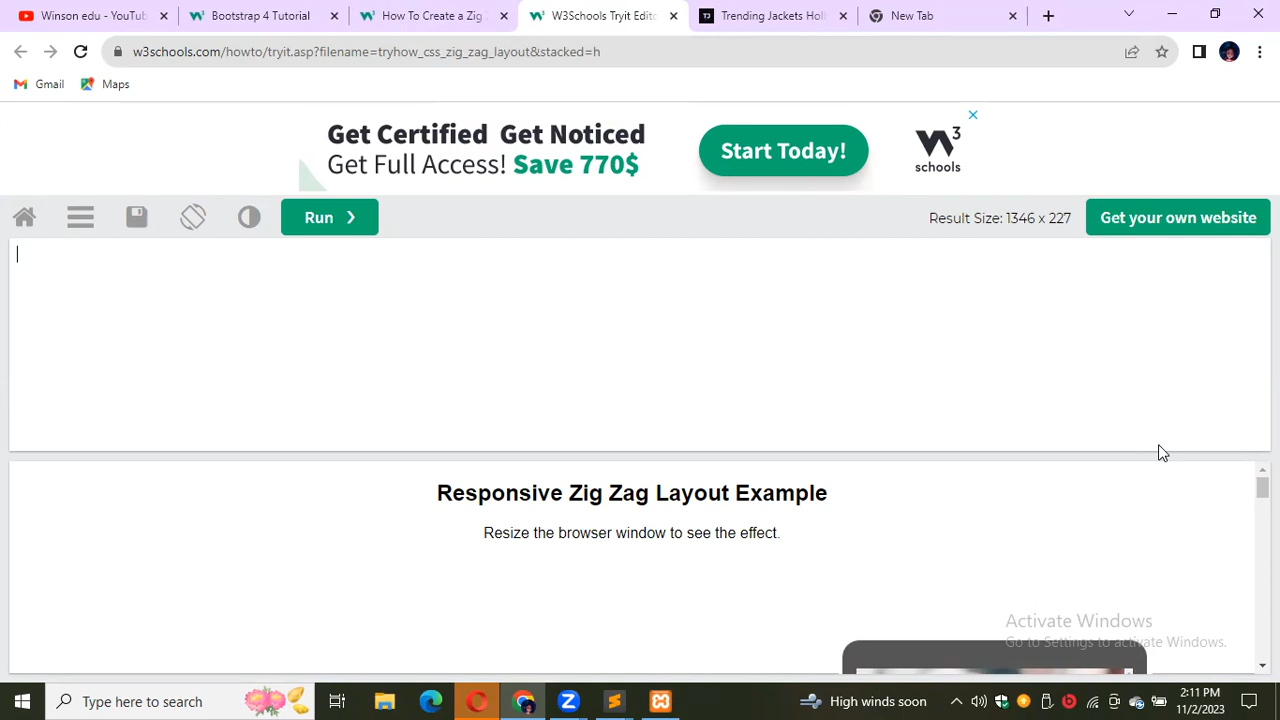 Winson edu - YouTub
Bootstrap 4 Tutorial
How To Create a Zig
W3Schools Tryit Edito
TJ
Trending Jackets Holl
New Tab
w3schools.com/howto/tryit.asp?filename=tryhow_css_zig_zag_layout&stacked=h
Gmail
Maps
Get Certified Get Noticed
Get Full Access! Save 770$
Start Today!
W3
schools
Run ❯
Result Size: 1346 x 227
Get your own website
Responsive Zig Zag Layout Example
Resize the browser window to see the effect.
Activate Windows
Go to Settings to activate Windows.
Type here to search
High winds soon
2:11 PM
11/2/2023